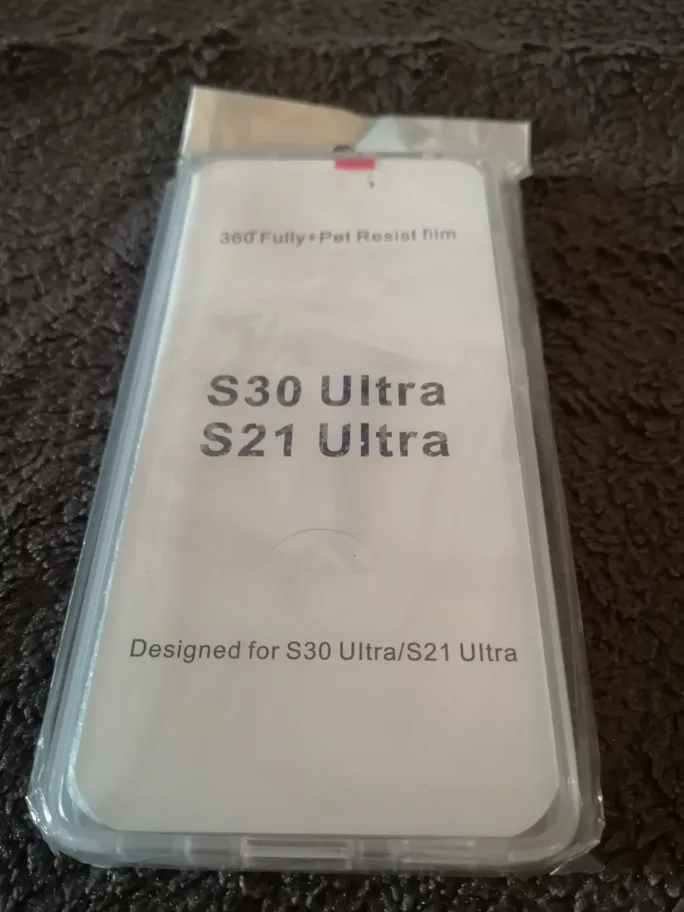 360°Fully+Pet Resist film
S30 Ultra
S21 Ultra
Designed for S30 Ultra/S21 Ultra